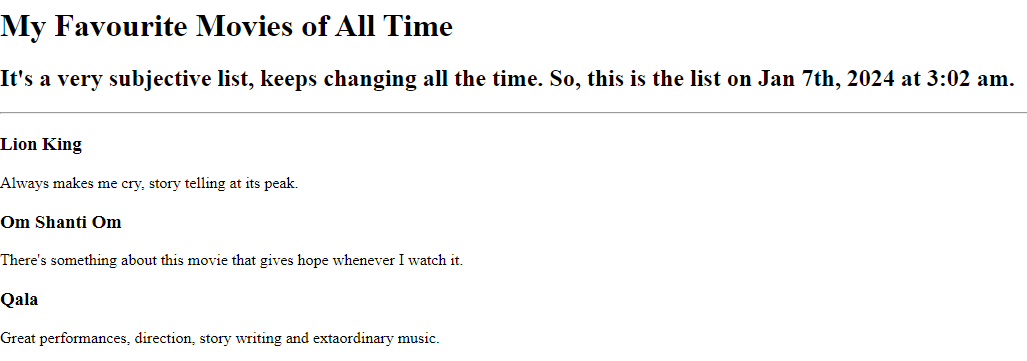 My Favourite Movies of All Time
It's a very subjective list, keeps changing all the time. So, this is the list on Jan 7th, 2024 at 3:02 am.
Lion King
Always makes me cry, story telling at its peak.
Om Shanti Om
There's something about this movie that gives hope whenever I watch it.
Qala
Great performances, direction, story writing and extaordinary music.